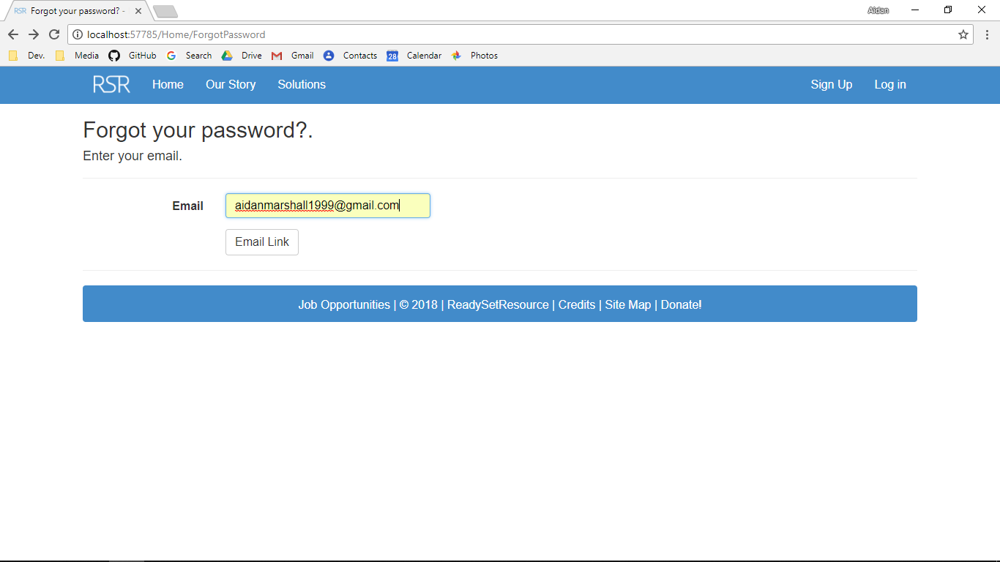 RSR Forgot your password? -
Aidan
localhost:57785/Home/ForgotPassword
Dev. Media GitHub Search Drive Gmail Contacts 28 Calendar Photos
RSR Home Our Story Solutions Sign Up Log in
Forgot your password?.
Enter your email.
Email aidanmarshall1999@gmail.com
Email Link
Job Opportunities | © 2018 | ReadySetResource | Credits | Site Map | Donate!